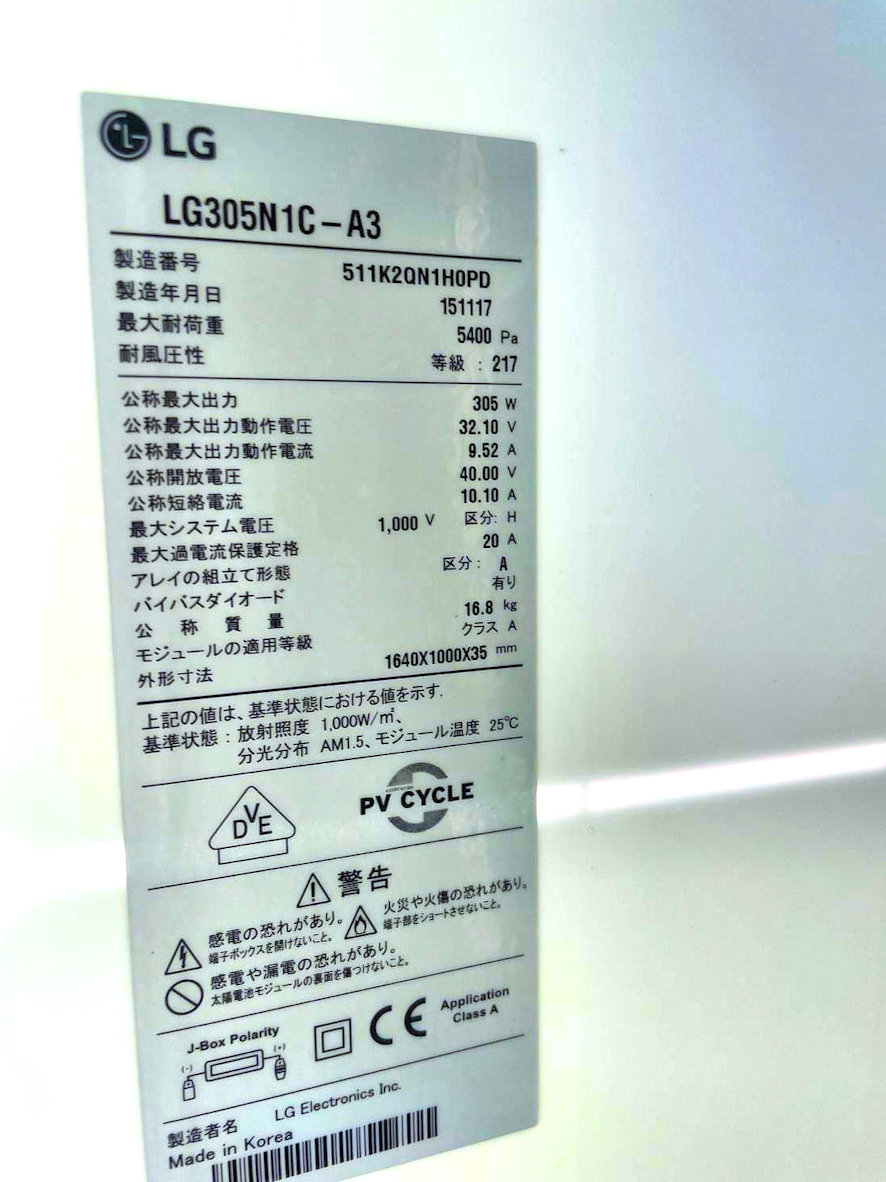 LG
LG305N1C-A3
製造番号 511K2QN1H0PD
製造年月日 151117
最大耐荷重 5400 Pa
耐風圧性 等級 : 217
公称最大出力 305 W
公称最大出力動作電圧 32.10 V
公称最大出力動作電流 9.52 A
公称開放電圧 40.00 V
公称短絡電流 10.10 A
最大システム電圧 1,000 V 区分: H
最大過電流保護定格 20 A
アレイの組立て形態 区分: A
バイパスダイオード 有り
公称質量 16.8 kg
モジュールの適用等級 クラス A
外形寸法 1640X1000X35 mm
上記の値は、基準状態における値を示す.
基準状態 : 放射照度 1,000W/㎡、
分光分布 AM1.5、モジュール温度 25℃
DVE
PV CYCLE
警告
感電の恐れがあり。
端子ボックスを開けないこと。
火災や火傷の恐れがあり。
端子部をショートさせないこと。
感電や漏電の恐れがあり。
太陽電池モジュールの裏面を傷つけないこと。
J-Box Polarity
(-) (+)
CE
Application
Class A
製造者名 LG Electronics Inc.
Made in Korea